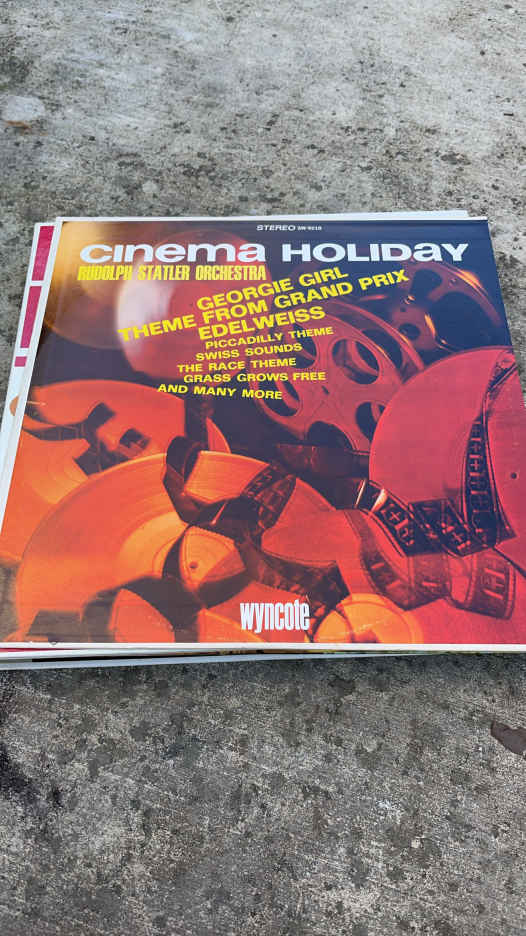 STEREO SW-9210
cinema HOLIDAY
RUDOLPH STATLER ORCHESTRA
GEORGIE GIRL
THEME FROM GRAND PRIX
EDELWEISS
PICCADILLY THEME
SWISS SOUNDS
THE RACE THEME
GRASS GROWS FREE
AND MANY MORE
wyncote